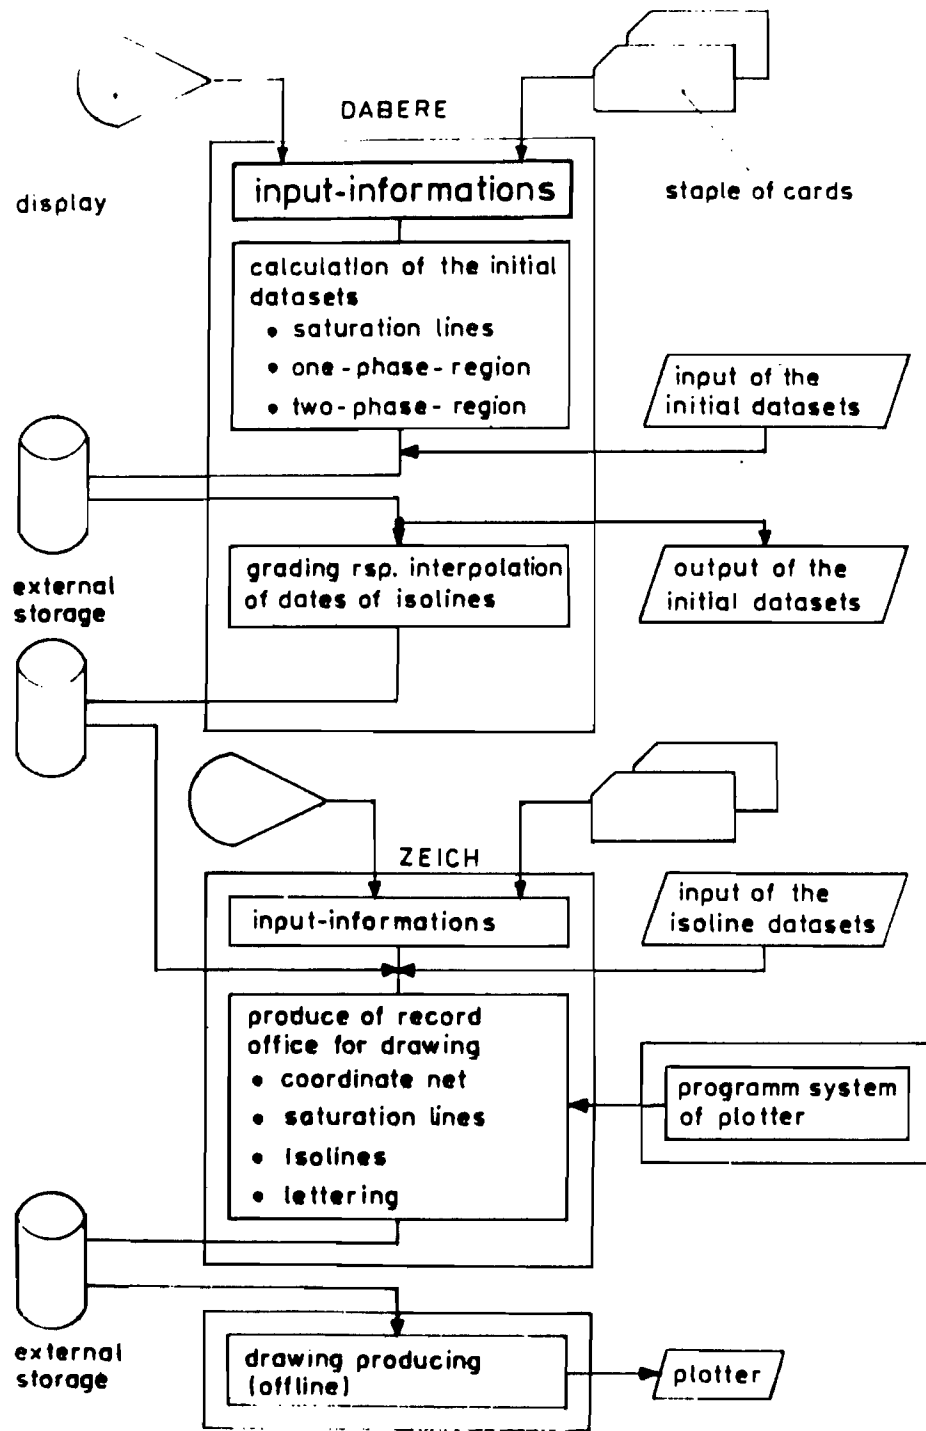 DABERE
display
input-informations
staple of cards
calculation of the initial
datasets
• saturation lines
• one-phase-region
• two-phase-region
input of the
initial datasets
external
storage
grading rsp. interpolation
of dates of isolines
output of the
initial datasets
ZEICH
input-informations
input of the
isoline datasets
produce of record
office for drawing
• coordinate net
• saturation lines
• isolines
• lettering
programm system
of plotter
external
storage
drawing producing
(offline)
plotter